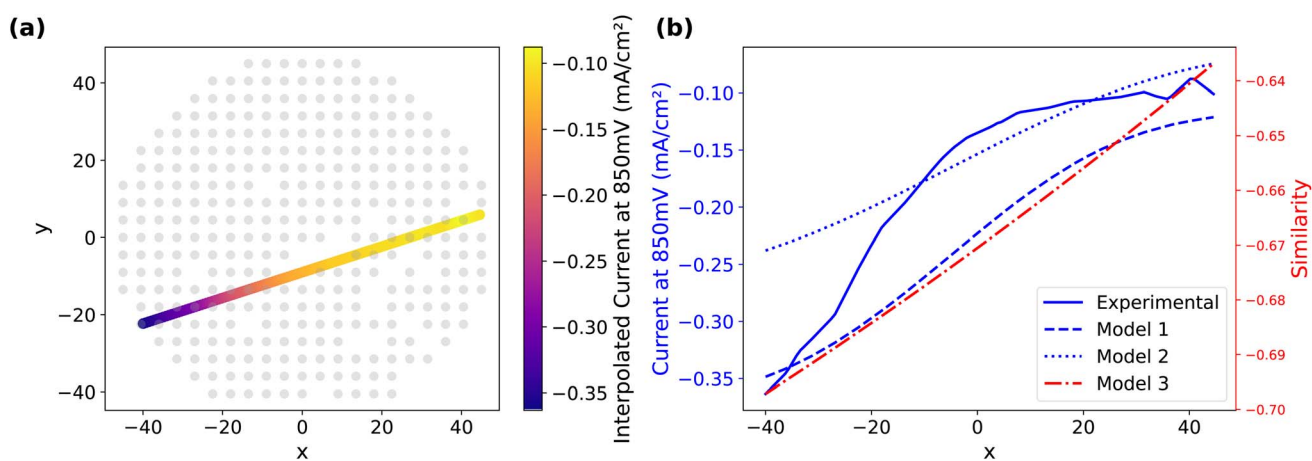 (a)
40
20
0
−20
−40
y
−40 −20 0 20 40
x
−0.10
−0.15
−0.20
−0.25
−0.30
−0.35
Interpolated Current at 850mV (mA/cm²)
(b)
Current at 850mV (mA/cm²)
−0.10
−0.15
−0.20
−0.25
−0.30
−0.35
−40 −20 0 20 40
x
Experimental
Model 1
Model 2
Model 3
−0.64
−0.65
−0.66
−0.67
−0.68
−0.69
−0.70
Similarity